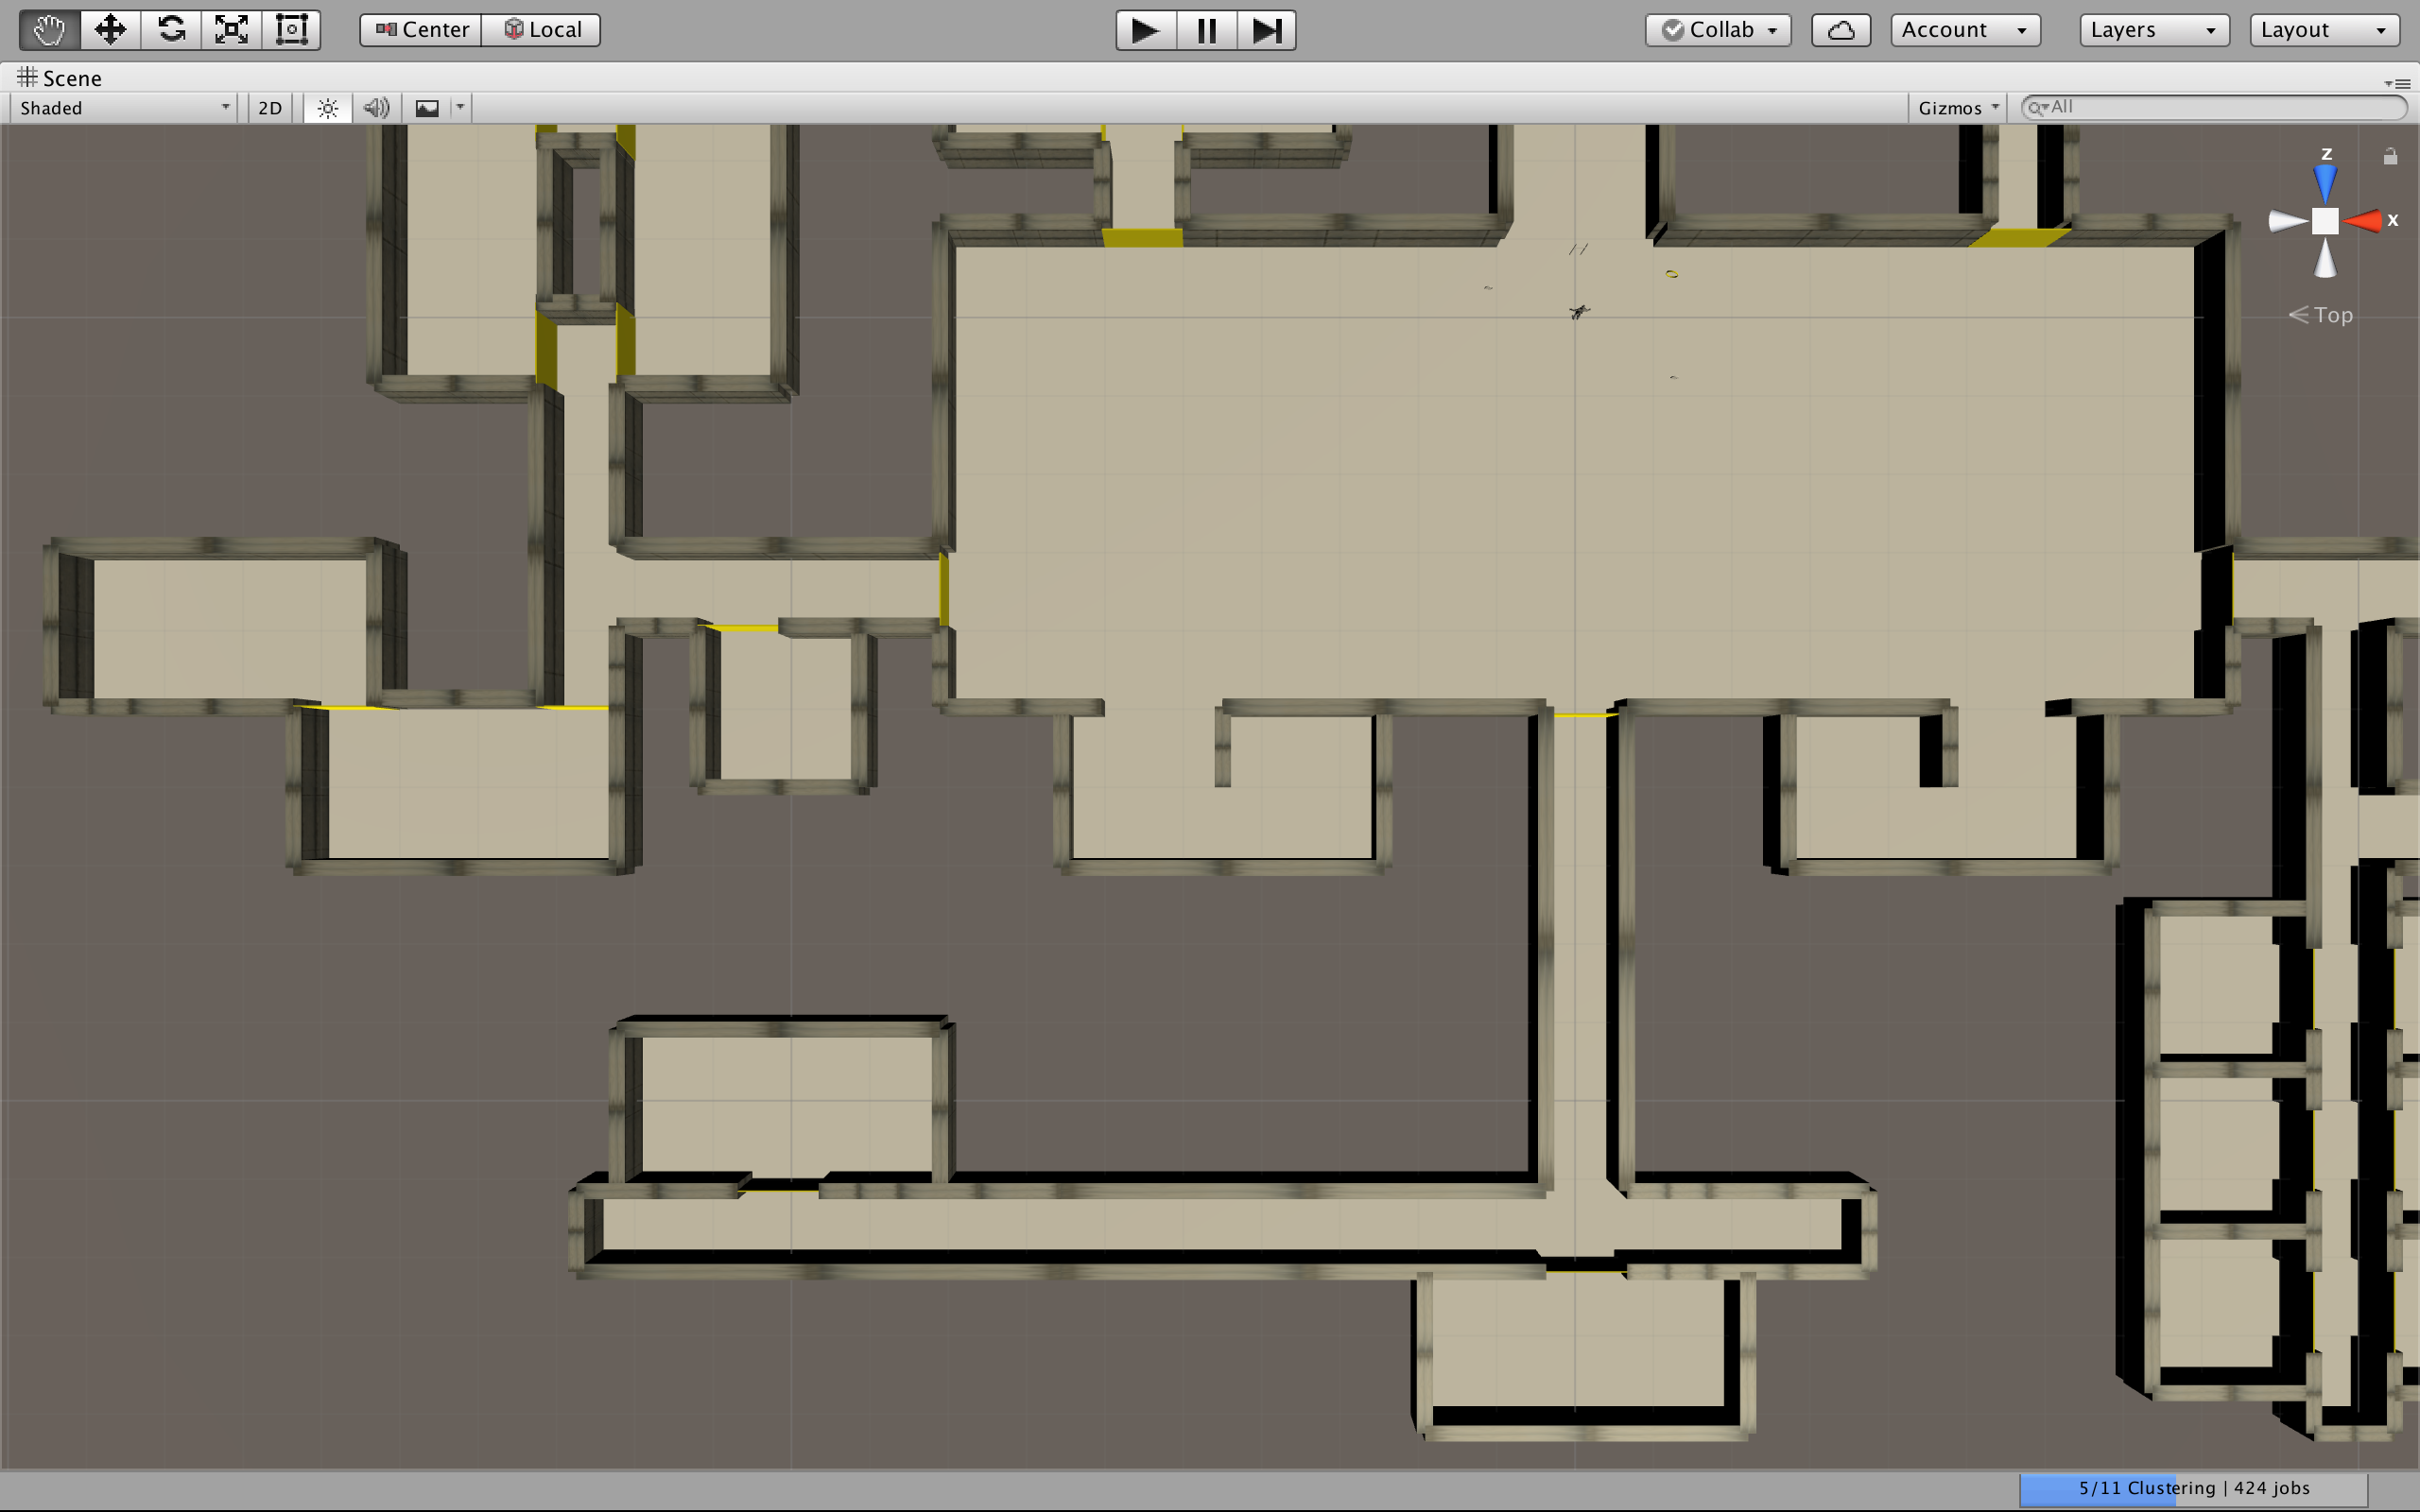 Center Local Collab Account Layers Layout
Scene
Shaded 2D Gizmos All
z
x
Top
5/11 Clustering | 424 jobs